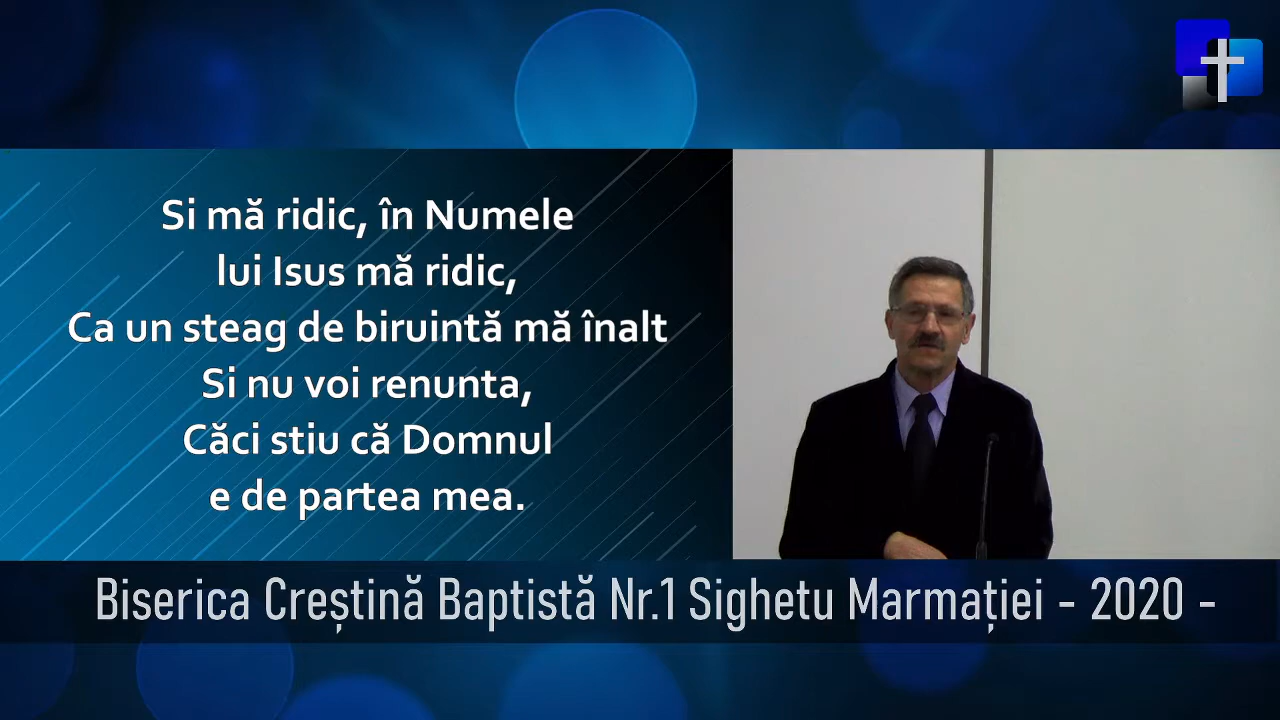 Si mă ridic, în Numele
lui Isus mă ridic,
Ca un steag de biruintă mă înalt
Si nu voi renunta,
Căci stiu că Domnul
e de partea mea.
Biserica Creștină Baptistă Nr.1 Sighetu Marmației - 2020 -